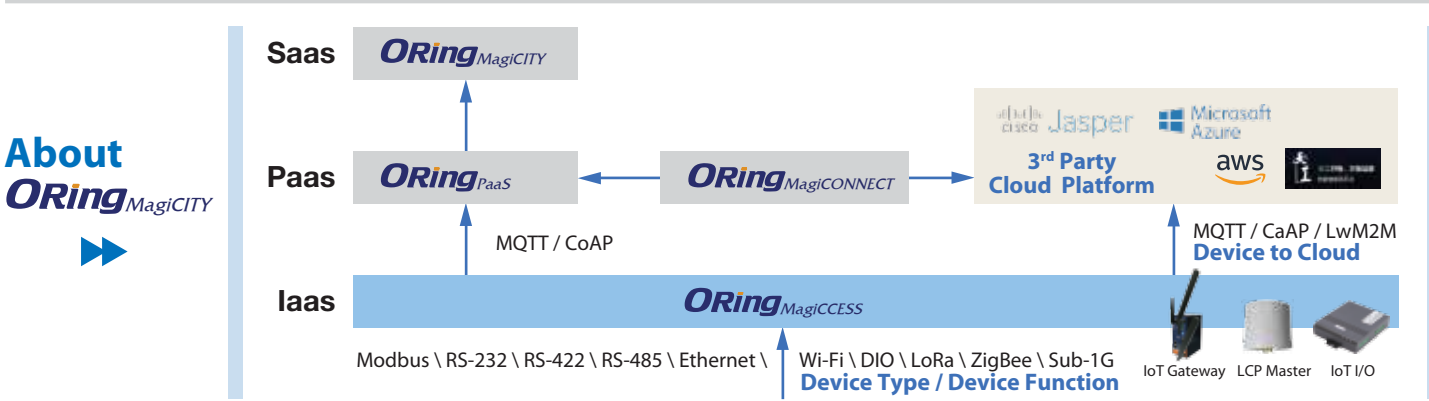 About
ORing MagiCITY
Saas
ORing MagiCITY
Paas
ORing PaaS
ORing MagiCONNECT
cisco Jasper
Microsoft
Azure
3rd Party
Cloud Platform
aws
MQTT / CoAP
MQTT / CaAP / LwM2M
Device to Cloud
Iaas
ORing MagiCCESS
Modbus \ RS-232 \ RS-422 \ RS-485 \ Ethernet \ Wi-Fi \ DIO \ LoRa \ ZigBee \ Sub-1G
Device Type / Device Function
IoT Gateway LCP Master IoT I/O